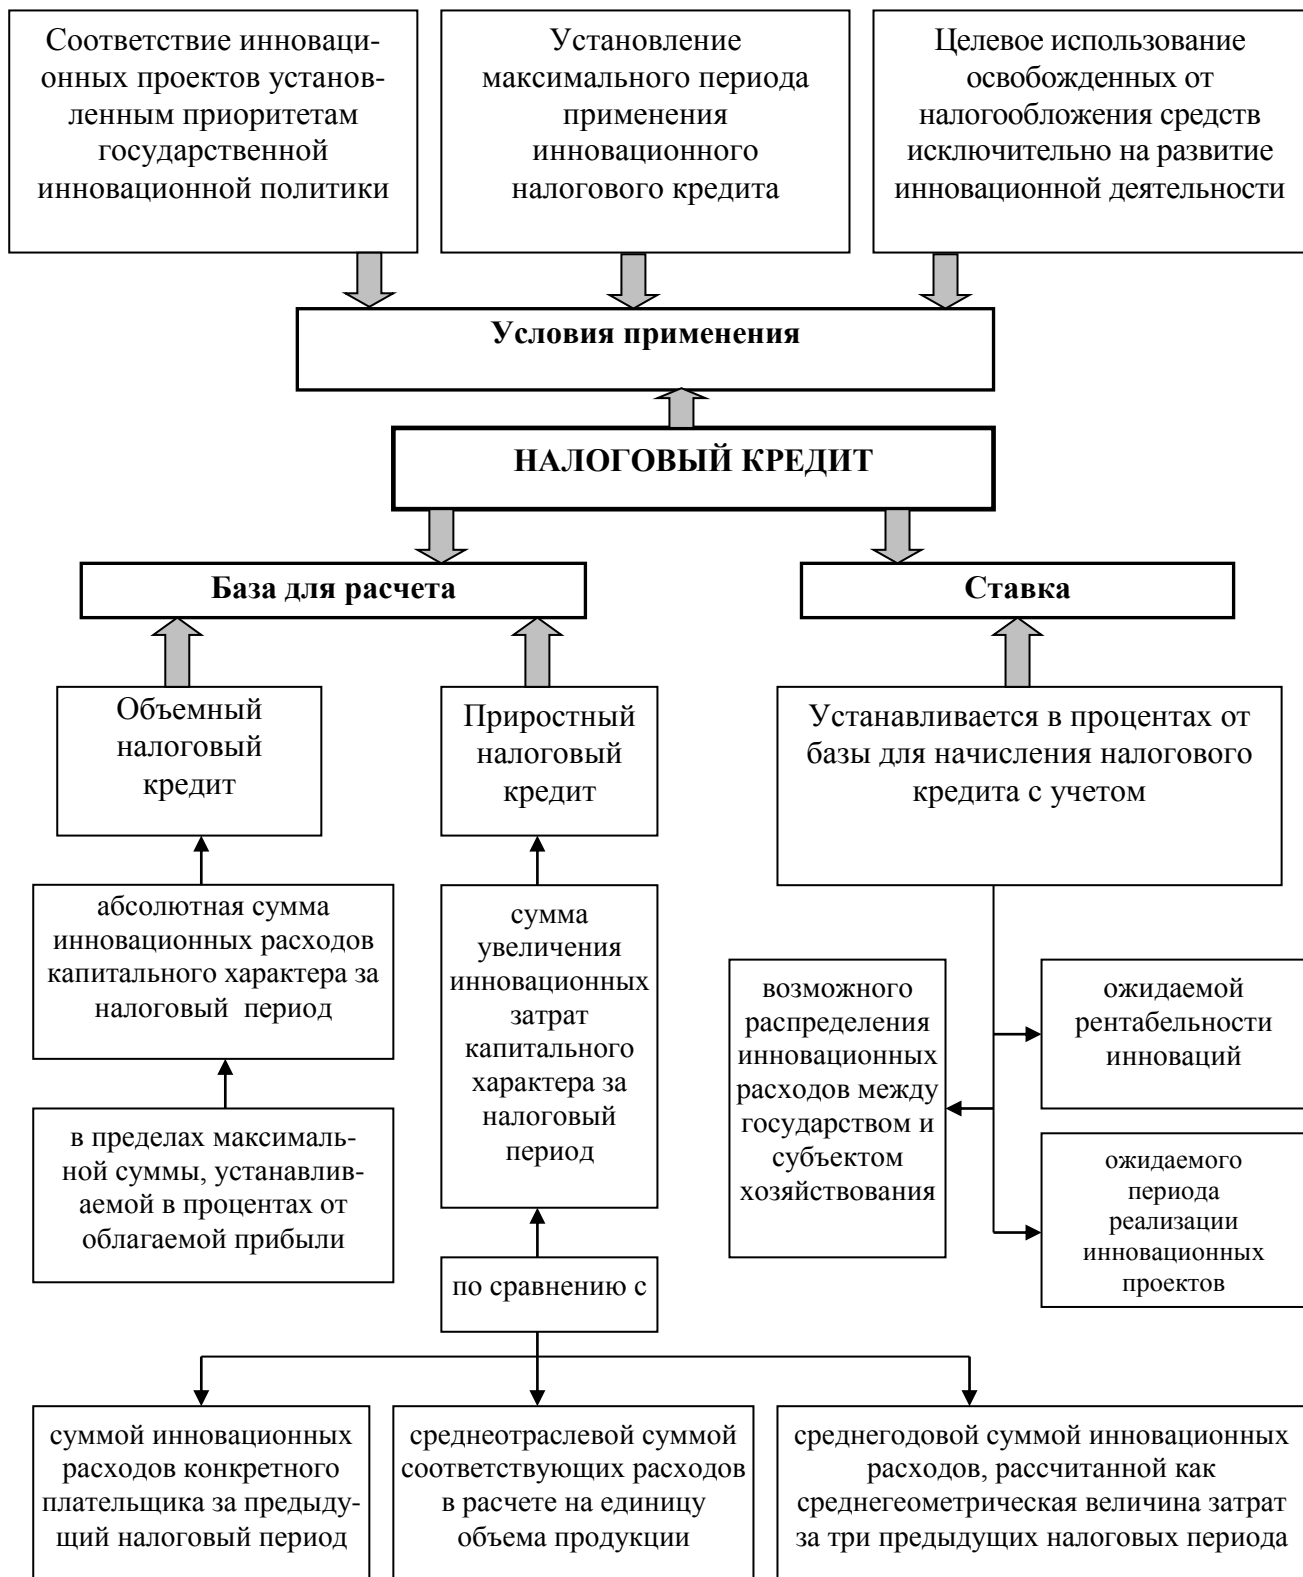 Соответствие инноваци-
онных проектов установ-
ленным приоритетам
государственной
инновационной политики
Установление
максимального периода
применения
инновационного
налогового кредита
Целевое использование
освобожденных от
налогообложения средств
исключительно на развитие
инновационной деятельности
Условия применения
НАЛОГОВЫЙ КРЕДИТ
База для расчета
Ставка
Объемный
налоговый
кредит
Приростный
налоговый
кредит
Устанавливается в процентах от
базы для начисления налогового
кредита с учетом
абсолютная сумма
инновационных расходов
капитального характера за
налоговый период
сумма
увеличения
инновационных
затрат
капитального
характера за
налоговый
период
возможного
распределения
инновационных
расходов между
государством и
субъектом
хозяйствования
ожидаемой
рентабельности
инноваций
в пределах максималь-
ной суммы, устанавлив-
аемой в процентах от
облагаемой прибыли
ожидаемого
периода
реализации
инновационных
проектов
по сравнению с
суммой инновационных
расходов конкретного
плательщика за предыду-
щий налоговый период
среднеотраслевой суммой
соответствующих расходов
в расчете на единицу
объема продукции
среднегодовой суммой инновационных
расходов, рассчитанной как
среднегеометрическая величина затрат
за три предыдущих налоговых периода